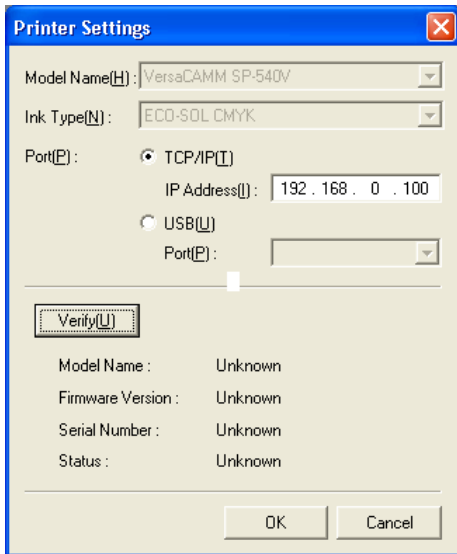 Printer Settings
Model Name(H) : VersaCAMM SP-540V
Ink Type(N) : ECO-SOL CMYK
Port(P) : TCP/IP(T)
IP Address(I) : 192 . 168 . 0 . 100
USB(U)
Port(P) :
Verify(U)
Model Name : Unknown
Firmware Version : Unknown
Serial Number : Unknown
Status : Unknown
OK Cancel